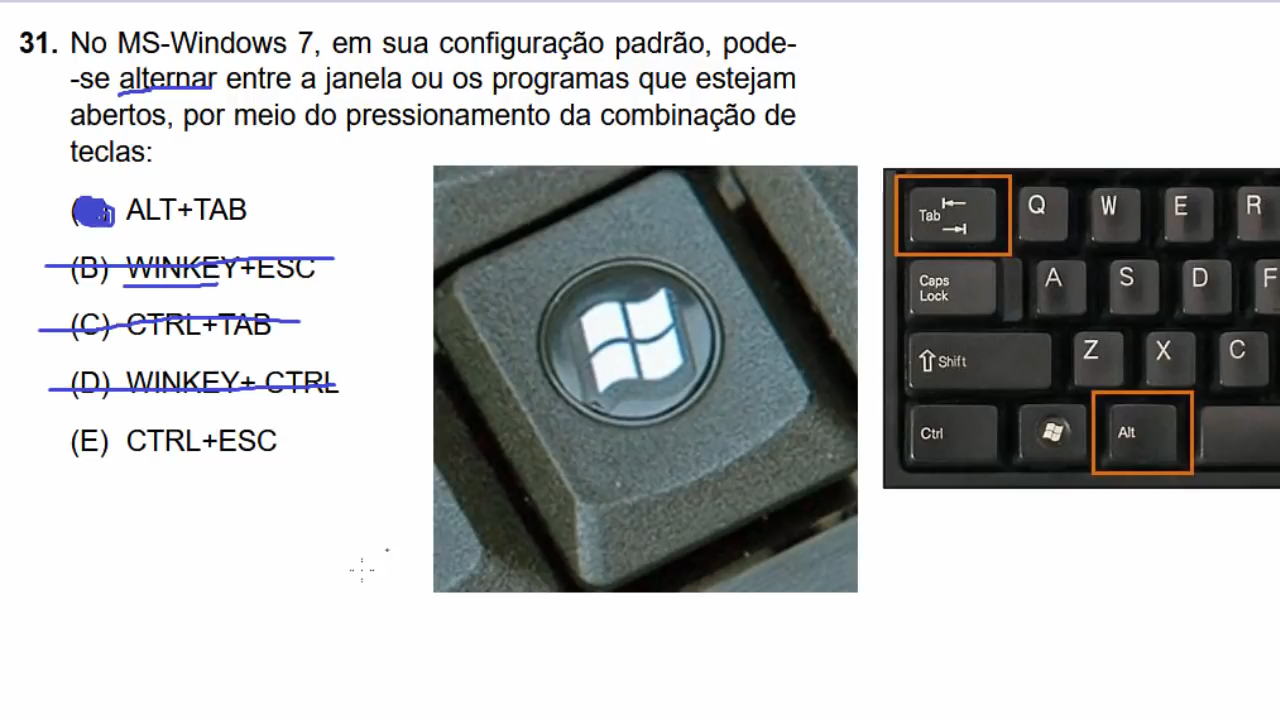 31. No MS-Windows 7, em sua configuração padrão, pode-
-se alternar entre a janela ou os programas que estejam
abertos, por meio do pressionamento da combinação de
teclas:
ALT+TAB
(B) WINKEY+ESC
(C) CTRL+TAB
(D) WINKEY+ CTRL
(E) CTRL+ESC
Tab Q W E R
Caps
Lock A S D F
Shift Z X C
Ctrl Alt